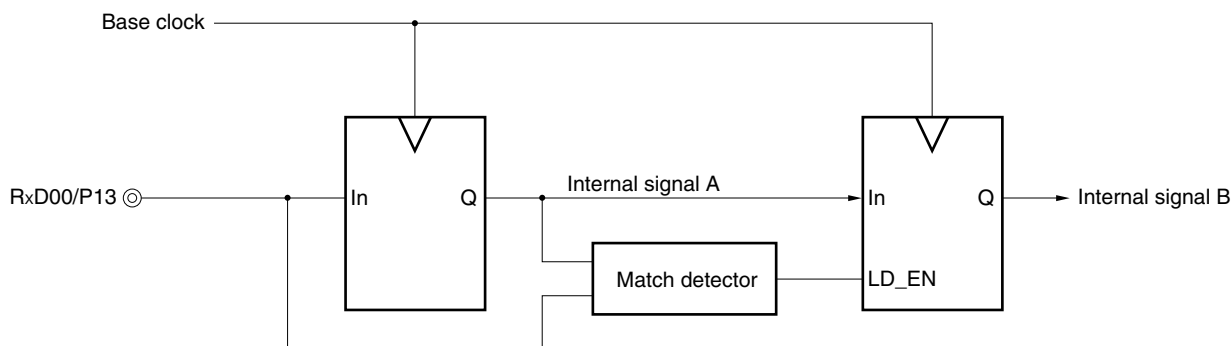 Base clock
RxD00/P13
In
Q
Internal signal A
In
Q
Internal signal B
Match detector
LD_EN